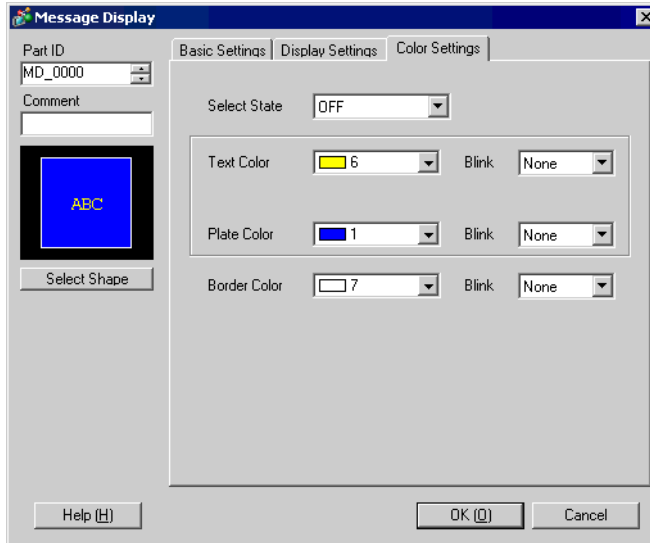 Message Display
Part ID
MD_0000
Comment
ABC
Select Shape
Basic Settings
Display Settings
Color Settings
Select State
OFF
Text Color
6
Blink
None
Plate Color
1
Blink
None
Border Color
7
Blink
None
Help (H)
OK (O)
Cancel